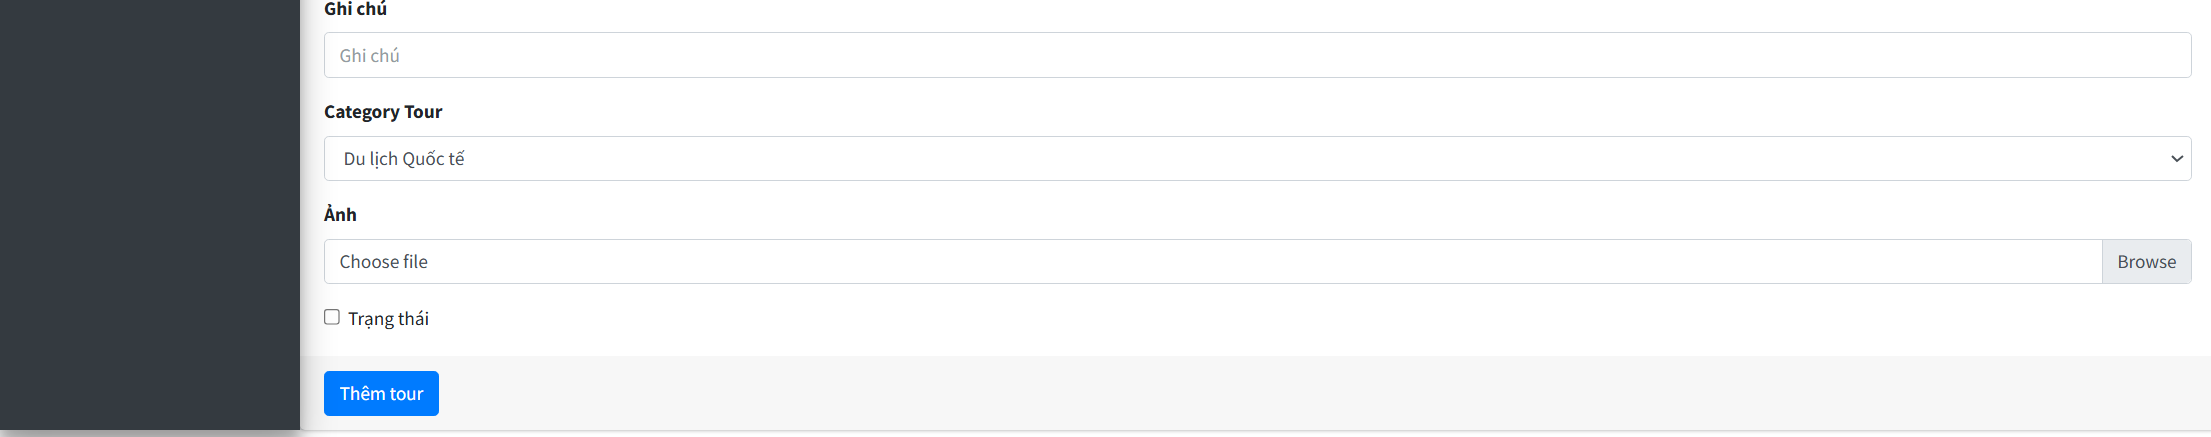 Ghi chú
Ghi chú
Category Tour
Du lịch Quốc tế
Ảnh
Choose file
Browse
Trạng thái
Thêm tour